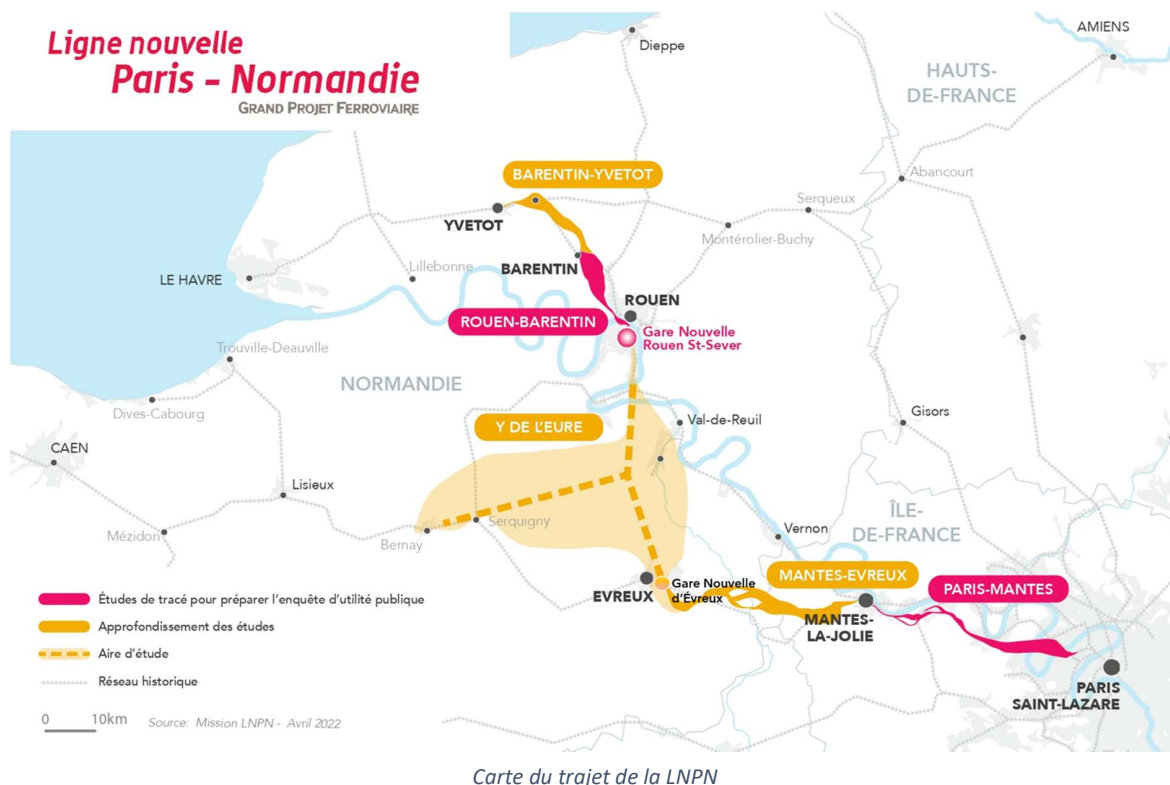 Ligne nouvelle
Paris - Normandie
GRAND PROJET FERROVIAIRE
Dieppe
AMIENS
HAUTS-
DE-FRANCE
BARENTIN-YVETOT
Abancourt
Serqueux
YVETOT
Montérolier-Buchy
BARENTIN
Lillebonne
LE HAVRE
ROUEN
ROUEN-BARENTIN
Gare Nouvelle
Rouen St-Sever
Trouville-Deauville
NORMANDIE
Dives-Cabourg
Gisors
Y DE L'EURE
Val-de-Reuil
CAEN
Lisieux
Serquigny
Vernon
ÎLE-
DE-FRANCE
Mézidon
Bernay
MANTES-EVREUX
Gare Nouvelle
d'Évreux
EVREUX
PARIS-MANTES
MANTES-
LA-JOLIE
PARIS
SAINT-LAZARE
Études de tracé pour préparer l'enquête d'utilité publique
Approfondissement des études
Aire d'étude
Réseau historique
0 10km
Source: Mission LNPN - Avril 2022
Carte du trajet de la LNPN